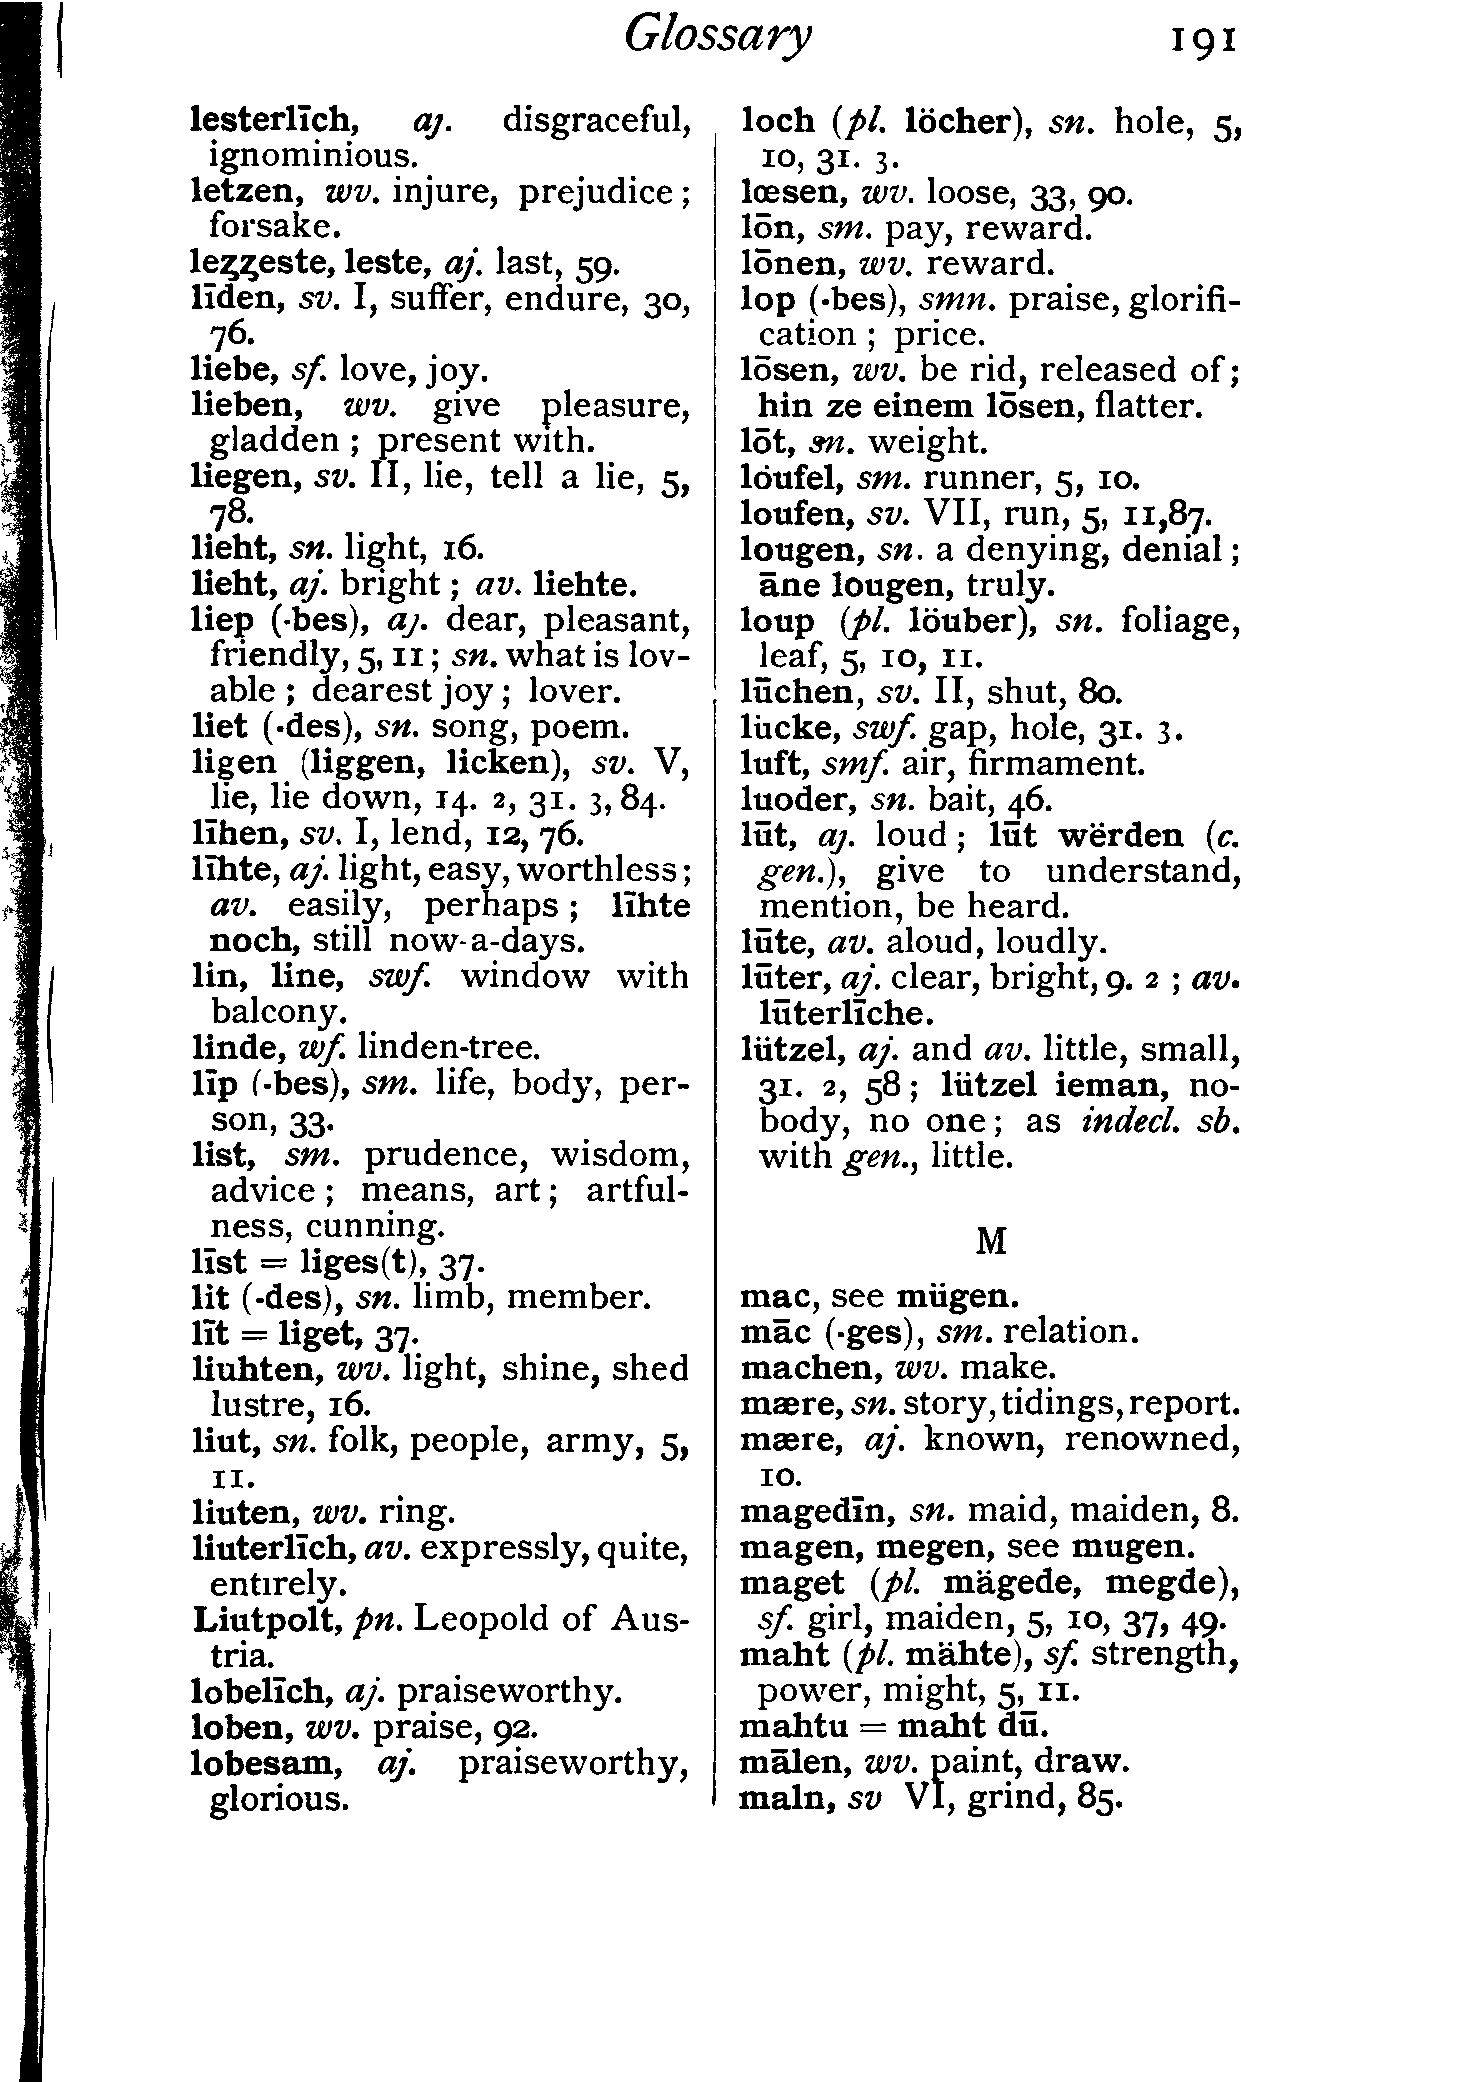 Glossary 191
lesterlīch, aj. disgraceful,
ignominious.
letzen, wv. injure, prejudice;
forsake.
leʒʒeste, leste, aj. last, 59.
līden, sv. I, suffer, endure, 30,
76.
liebe, sf. love, joy.
lieben, wv. give pleasure,
gladden; present with.
liegen, sv. II, lie, tell a lie, 5,
78.
lieht, sn. light, 16.
lieht, aj. bright; av. liehte.
liep (-bes), aj. dear, pleasant,
friendly, 5, 11; sn. what is lov-
able; dearest joy; lover.
liet (-des), sn. song, poem.
ligen (liggen, licken), sv. V,
lie, lie down, 14. 2, 31. 3, 84.
līhen, sv. I, lend, 12, 76.
līhte, aj. light, easy, worthless;
av. easily, perhaps; līhte
noch, still now-a-days.
lin, line, swf. window with
balcony.
linde, wf. linden-tree.
līp (-bes), sm. life, body, per-
son, 33.
list, sm. prudence, wisdom,
advice; means, art; artful-
ness, cunning.
līst = liges(t), 37.
lit (-des), sn. limb, member.
līt = liget, 37.
liuhten, wv. light, shine, shed
lustre, 16.
liut, sn. folk, people, army, 5,
11.
liuten, wv. ring.
liuterlīch, av. expressly, quite,
entirely.
Liutpolt, pn. Leopold of Aus-
tria.
lobelīch, aj. praiseworthy.
loben, wv. praise, 92.
lobesam, aj. praiseworthy,
glorious.
loch (pl. löcher), sn. hole, 5,
10, 31. 3.
lœsen, wv. loose, 33, 90.
lōn, sm. pay, reward.
lōnen, wv. reward.
lop (-bes), smn. praise, glorifi-
cation; price.
lōsen, wv. be rid, released of;
hin ze einem lōsen, flatter.
lōt, sn. weight.
löufel, sm. runner, 5, 10.
loufen, sv. VII, run, 5, 11, 87.
lougen, sn. a denying, denial;
āne lougen, truly.
loup (pl. löuber), sn. foliage,
leaf, 5, 10, 11.
lūchen, sv. II, shut, 80.
lücke, swf. gap, hole, 31. 3.
luft, smf. air, firmament.
luoder, sn. bait, 46.
lūt, aj. loud; lūt wërden (c.
gen.), give to understand,
mention, be heard.
lūte, av. aloud, loudly.
lūter, aj. clear, bright, 9. 2; av.
lūterlīche.
lützel, aj. and av. little, small,
31. 2, 58; lützel ieman, no-
body, no one; as indecl. sb.
with gen., little.
M
mac, see mügen.
māc (-ges), sm. relation.
machen, wv. make.
mære, sn. story, tidings, report.
mære, aj. known, renowned,
10.
magedīn, sn. maid, maiden, 8.
magen, megen, see mugen.
maget (pl. mägede, megde),
sf. girl, maiden, 5, 10, 37, 49.
maht (pl. mähte), sf. strength,
power, might, 5, 11.
mahtu = maht dū.
mālen, wv. paint, draw.
maln, sv VI, grind, 85.